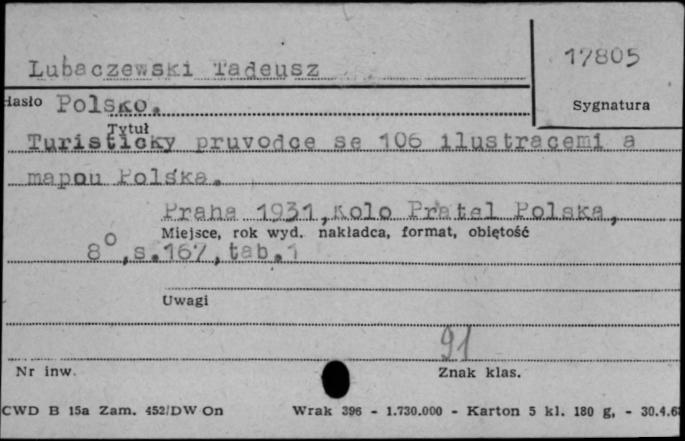 17805
Lubaczewski Tadeusz
Hasło Polsko.
Sygnatura
Tytuł
Turisticky pruvodce se 106 ilustracemi a
mapou Polska.
Praha 1931, Kolo Pratel Polska,
Miejsce, rok wyd. nakładca, format, obiętość
8°, s.167, tab.1
Uwagi
91
Nr inw.
Znak klas.
CWD B 15a Zam. 452/DW On Wrak 396 - 1.730.000 - Karton 5 kl. 180 g, - 30.4.6